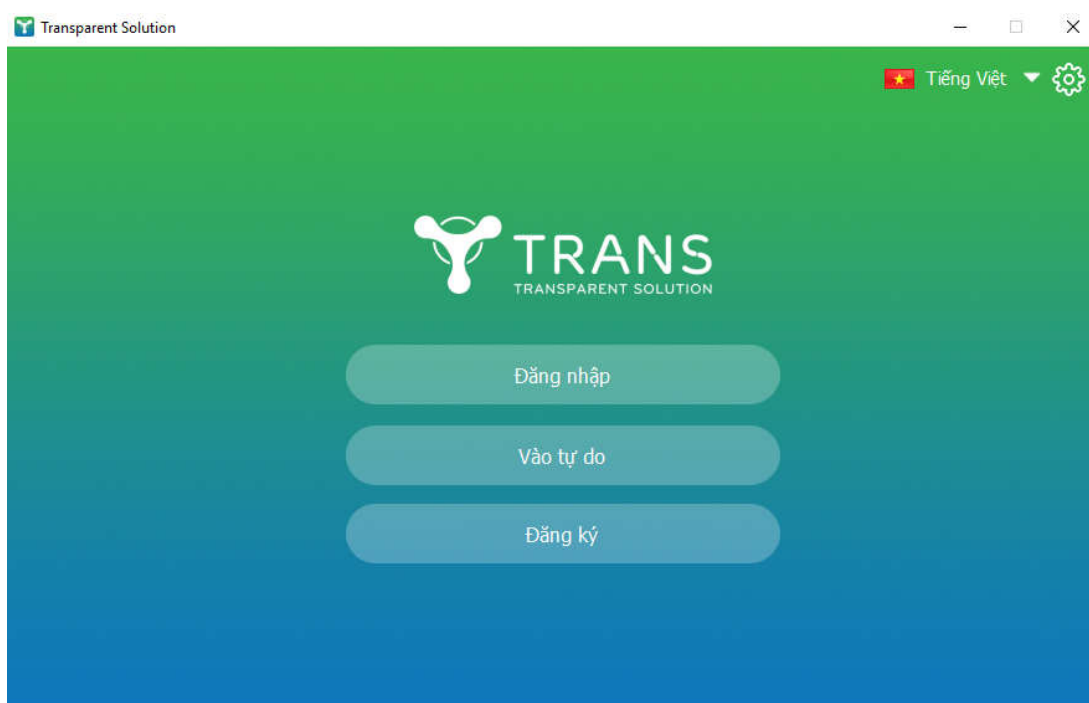 Transparent Solution
Tiếng Việt
TRANS
TRANSPARENT SOLUTION
Đăng nhập
Vào tự do
Đăng ký